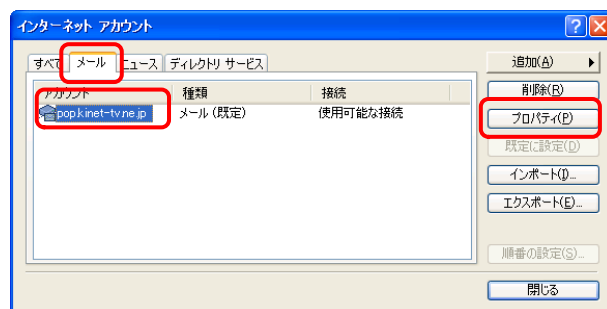 インターネット アカウント
すべて メール ニュース ディレクトリ サービス
追加(A)
アカウント 種類 接続
削除(R)
pop.kinet-tv.ne.jp メール (既定) 使用可能な接続
プロパティ(P)
既定に設定(D)
インポート(I)...
エクスポート(E)...
順番の設定(S)...
閉じる